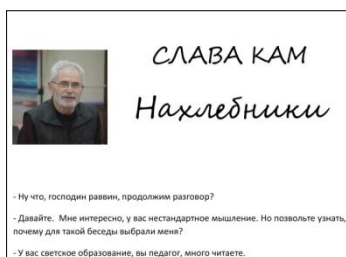 СЛАВА КАМ
Нахлебники
- Ну что, господин раввин, продолжим разговор?
- Давайте. Мне интересно, у вас нестандартное мышление. Но позвольте узнать,
почему для такой беседы выбрали меня?
- У вас светское образование, вы педагог, много читаете.